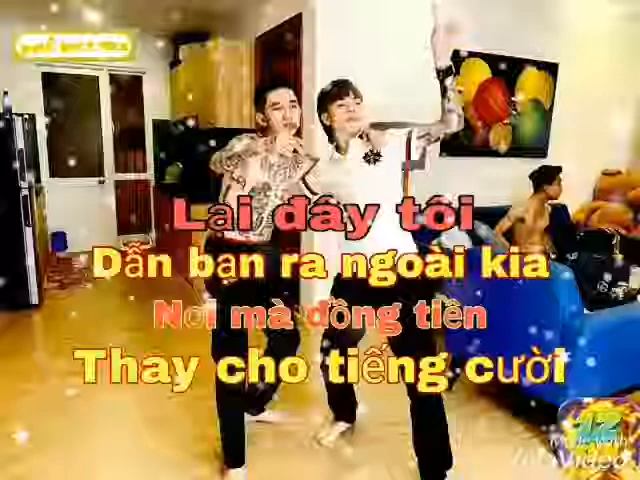 Lại đây tôi
Dẫn bạn ra ngoài kia
Nơi mà đồng tiền
Thay cho tiếng cười